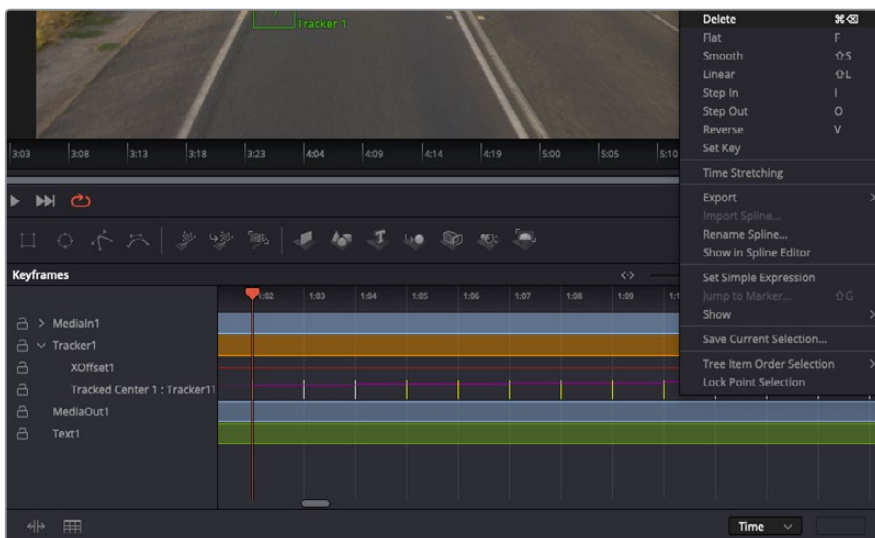 Tracker 1
Delete ⌘⌫
Flat F
Smooth ⇧S
Linear ⇧L
Step In I
Step Out O
Reverse V
Set Key
Time Stretching
Export
Import Spline...
Rename Spline...
Show in Spline Editor
Set Simple Expression
Jump to Marker... ⇧G
Show
Save Current Selection...
Tree Item Order Selection
Lock Point Selection
3:03 3:08 3:13 3:18 3:23 4:04 4:09 4:14 4:19 5:00 5:05 5:10
Keyframes
1:02 1:03 1:04 1:05 1:06 1:07 1:08 1:09
MediaIn1
Tracker1
XOffset1
Tracked Center 1 : Tracker1
MediaOut1
Text1
Time